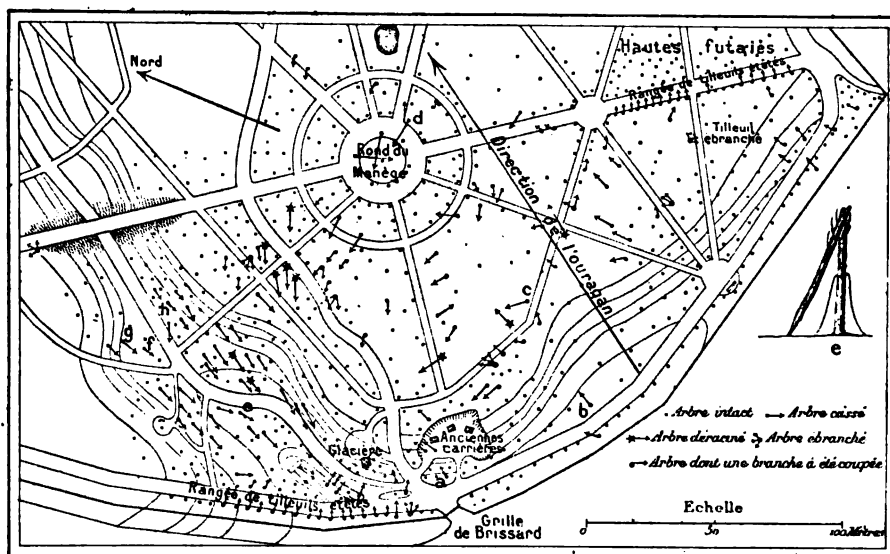 Nord
Hautes futaies
Rangée de tilleuls étêtés
Tilleul
ébranché
d
Rond du
Manège
Direction de l'ouragan
c
h
g
f
e
b
Glacière
Anciennes
carrières
a
Rangée de tilleuls étêtés
Grille
de Brissard
Arbre intact
Arbre cassé
Arbre déraciné
Arbre ébranché
Arbre dont une branche a été coupée
Echelle
0
50
100 Mètres